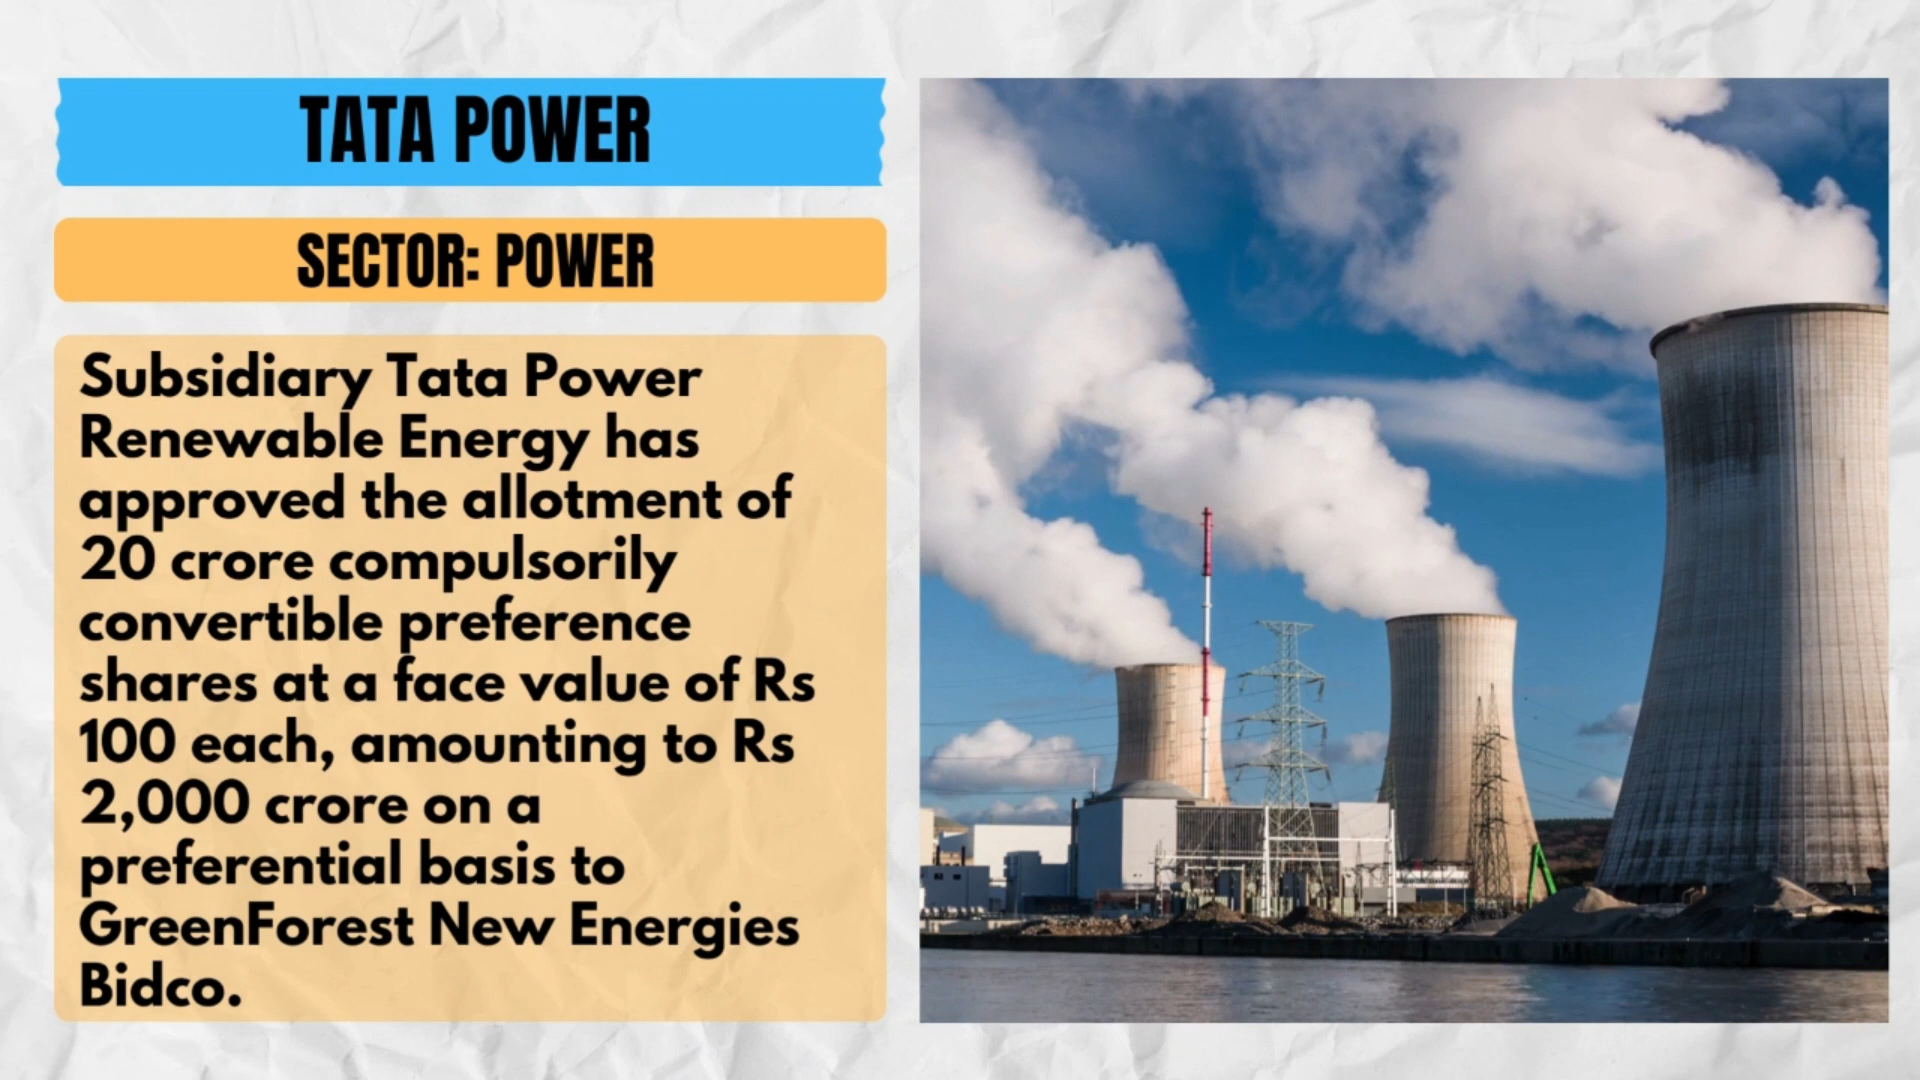 TATA POWER
SECTOR: POWER
Subsidiary Tata Power
Renewable Energy has
approved the allotment of
20 crore compulsorily
convertible preference
shares at a face value of Rs
100 each, amounting to Rs
2,000 crore on a
preferential basis to
GreenForest New Energies
Bidco.